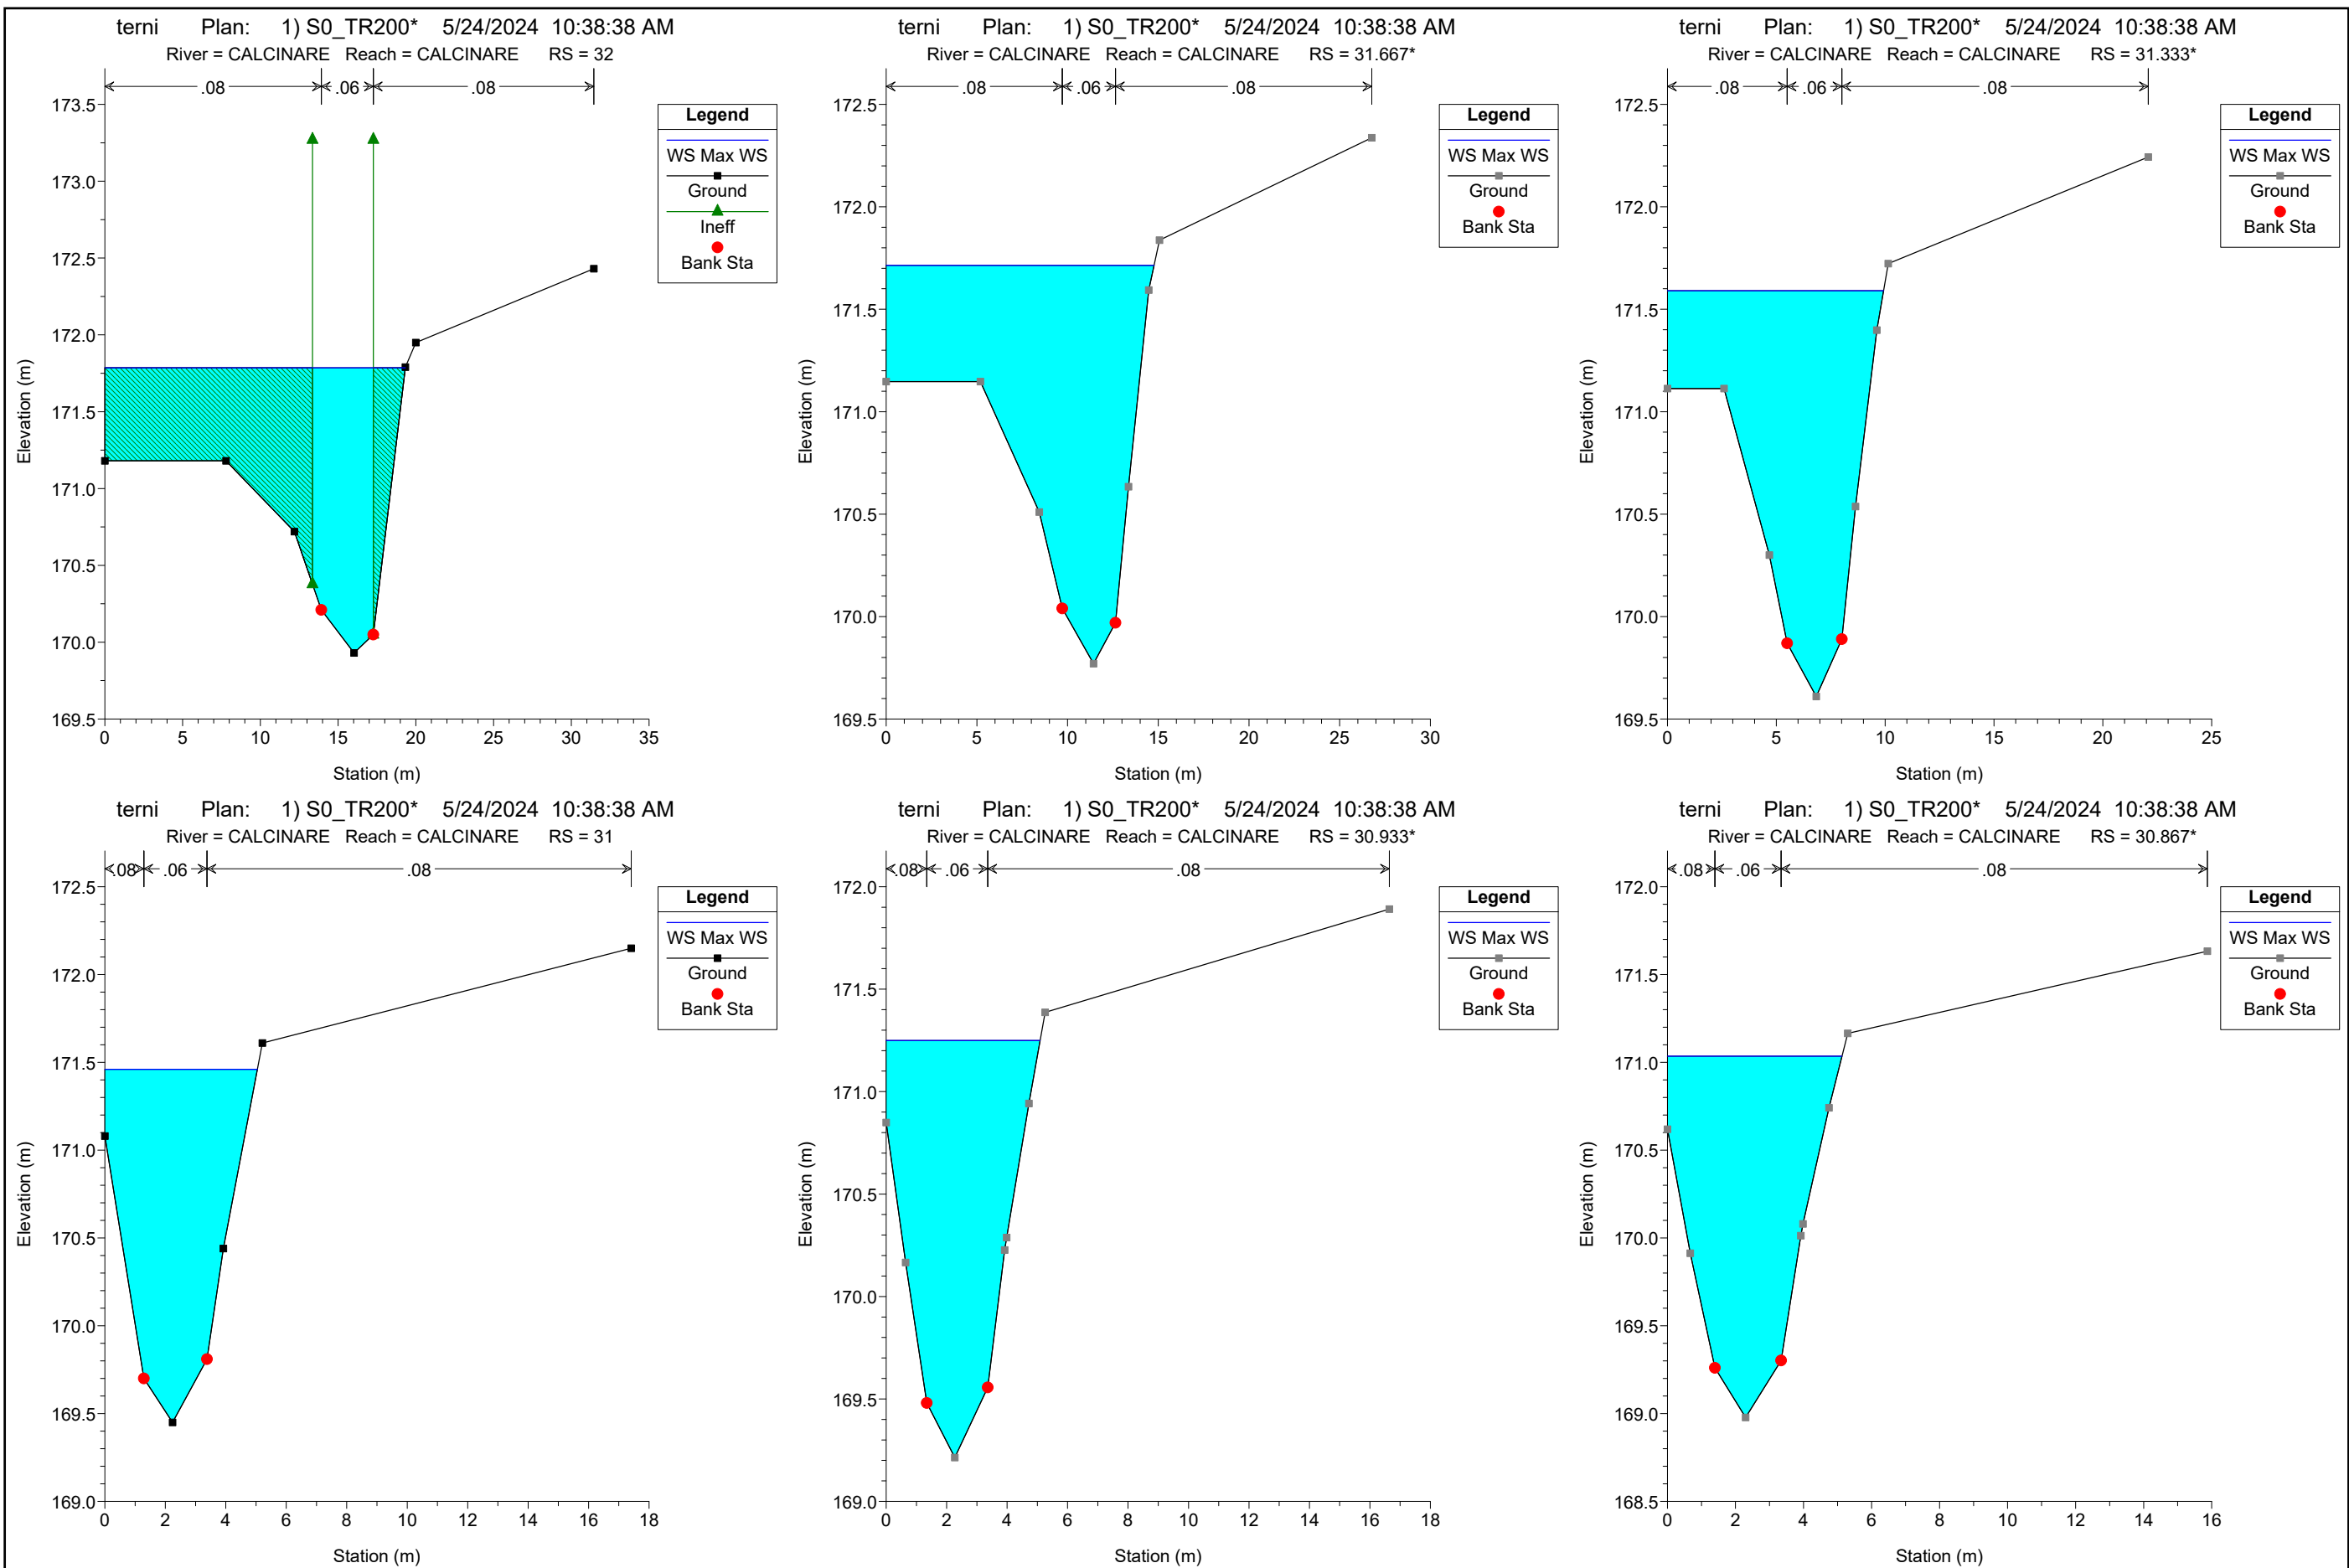 terni Plan: 1) S0_TR200* 5/24/2024 10:38:38 AM
River = CALCINARE Reach = CALCINARE RS = 32
.08 .06 .08
Legend
WS Max WS
Ground
Ineff
Bank Sta
173.5
173.0
172.5
172.0
171.5
171.0
170.5
170.0
169.5
Elevation (m)
0 5 10 15 20 25 30 35
Station (m)
terni Plan: 1) S0_TR200* 5/24/2024 10:38:38 AM
River = CALCINARE Reach = CALCINARE RS = 31.667*
.08 .06 .08
Legend
WS Max WS
Ground
Bank Sta
172.5
172.0
171.5
171.0
170.5
170.0
169.5
Elevation (m)
0 5 10 15 20 25 30
Station (m)
terni Plan: 1) S0_TR200* 5/24/2024 10:38:38 AM
River = CALCINARE Reach = CALCINARE RS = 31.333*
.08 .06 .08
Legend
WS Max WS
Ground
Bank Sta
172.5
172.0
171.5
171.0
170.5
170.0
169.5
Elevation (m)
0 5 10 15 20 25
Station (m)
terni Plan: 1) S0_TR200* 5/24/2024 10:38:38 AM
River = CALCINARE Reach = CALCINARE RS = 31
.08 .06 .08
Legend
WS Max WS
Ground
Bank Sta
172.5
172.0
171.5
171.0
170.5
170.0
169.5
169.0
Elevation (m)
0 2 4 6 8 10 12 14 16 18
Station (m)
terni Plan: 1) S0_TR200* 5/24/2024 10:38:38 AM
River = CALCINARE Reach = CALCINARE RS = 30.933*
.08 .06 .08
Legend
WS Max WS
Ground
Bank Sta
172.0
171.5
171.0
170.5
170.0
169.5
169.0
Elevation (m)
0 2 4 6 8 10 12 14 16 18
Station (m)
terni Plan: 1) S0_TR200* 5/24/2024 10:38:38 AM
River = CALCINARE Reach = CALCINARE RS = 30.867*
.08 .06 .08
Legend
WS Max WS
Ground
Bank Sta
172.0
171.5
171.0
170.5
170.0
169.5
169.0
168.5
Elevation (m)
0 2 4 6 8 10 12 14 16
Station (m)